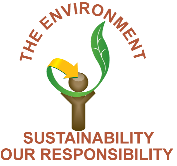 THE ENVIRONMENT
SUSTAINABILITY
OUR RESPONSIBILITY